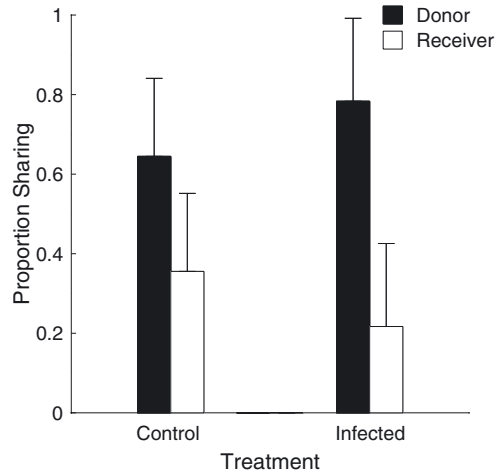 Donor
Receiver
Proportion Sharing
1
0.8
0.6
0.4
0.2
0
Control
Infected
Treatment